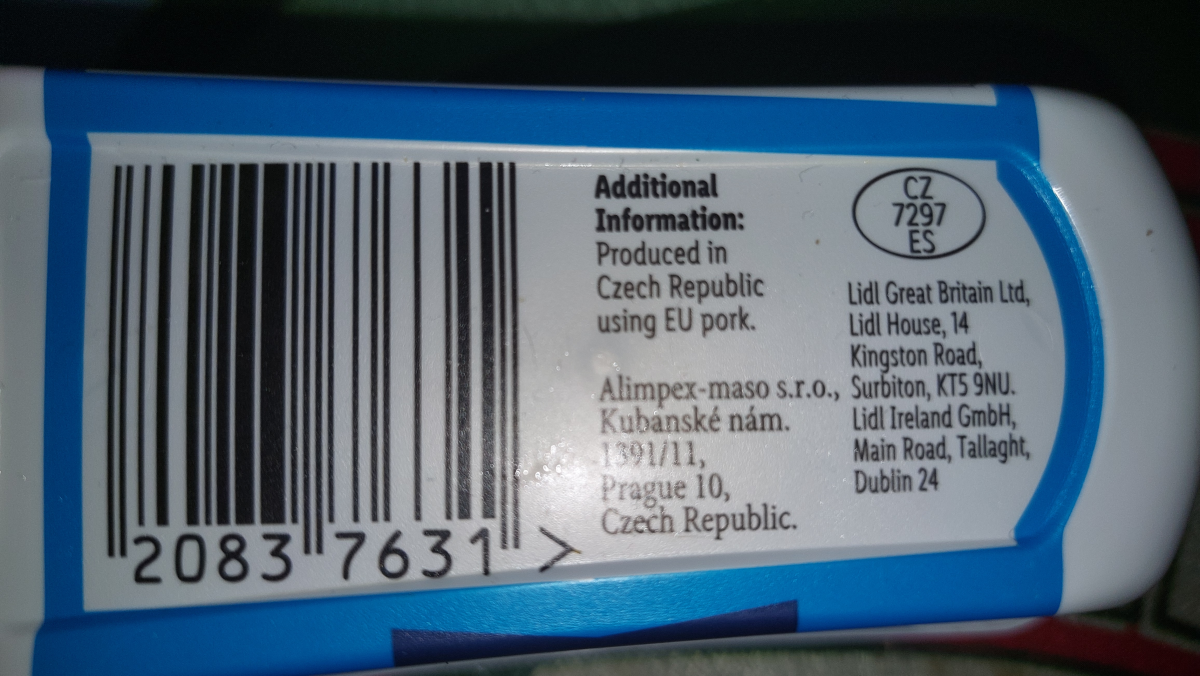 2083 7631 >
Additional
Information:
Produced in
Czech Republic
using EU pork.
Alimpex-maso s.r.o.,
Kubánské nám.
1391/11,
Prague 10,
Czech Republic.
CZ
7297
ES
Lidl Great Britain Ltd,
Lidl House, 14
Kingston Road,
Surbiton, KT5 9NU.
Lidl Ireland GmbH,
Main Road, Tallaght,
Dublin 24